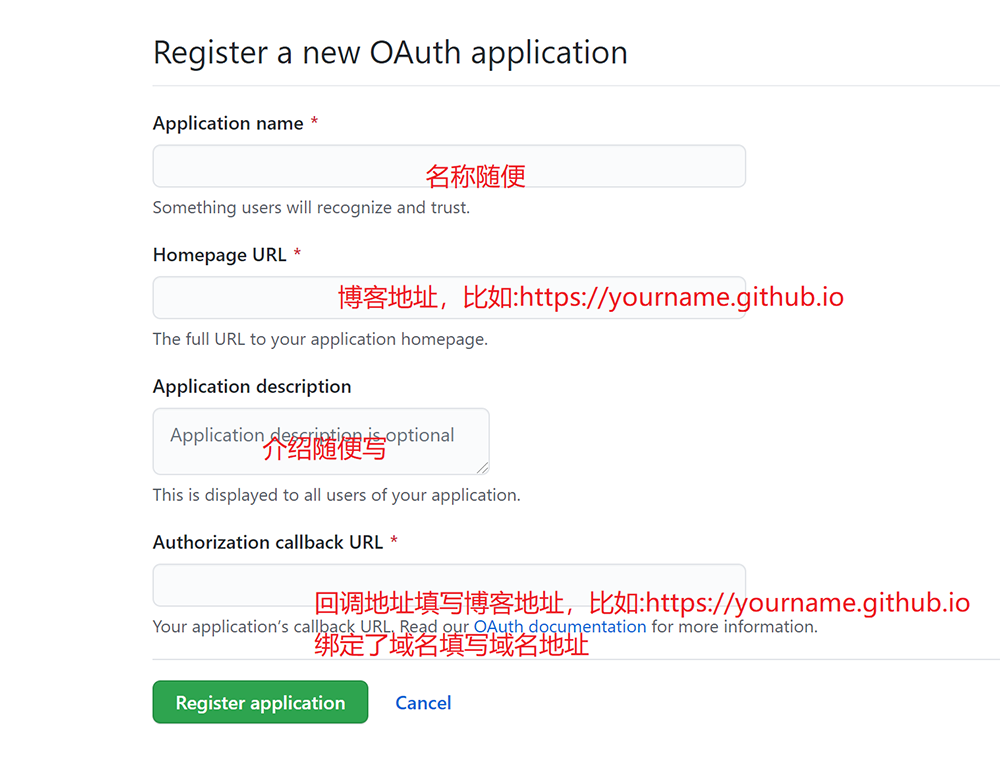 Register a new OAuth application
Application name *
名称随便
Something users will recognize and trust.
Homepage URL *
博客地址，比如:https://yourname.github.io
The full URL to your application homepage.
Application description
Application description is optional
介绍随便写
This is displayed to all users of your application.
Authorization callback URL *
回调地址填写博客地址，比如:https://yourname.github.io
Your application's callback URL. Read our OAuth documentation for more information.
绑定了域名填写域名地址
Register application Cancel